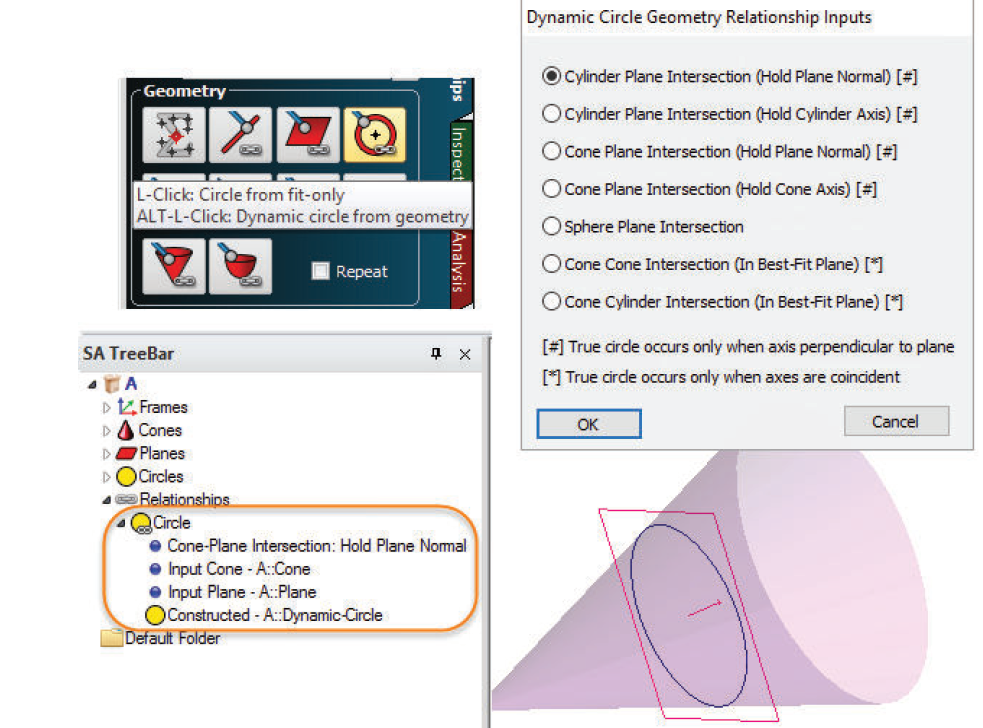 Geometry
ips
Inspect
Analysis
L-Click: Circle from fit-only
ALT-L-Click: Dynamic circle from geometry
Repeat
SA TreeBar
A
Frames
Cones
Planes
Circles
Relationships
Circle
Cone-Plane Intersection: Hold Plane Normal
Input Cone - A::Cone
Input Plane - A::Plane
Constructed - A::Dynamic-Circle
Default Folder
Dynamic Circle Geometry Relationship Inputs
Cylinder Plane Intersection (Hold Plane Normal) [#]
Cylinder Plane Intersection (Hold Cylinder Axis) [#]
Cone Plane Intersection (Hold Plane Normal) [#]
Cone Plane Intersection (Hold Cone Axis) [#]
Sphere Plane Intersection
Cone Cone Intersection (In Best-Fit Plane) [*]
Cone Cylinder Intersection (In Best-Fit Plane) [*]
[#] True circle occurs only when axis perpendicular to plane
[*] True circle occurs only when axes are coincident
OK
Cancel